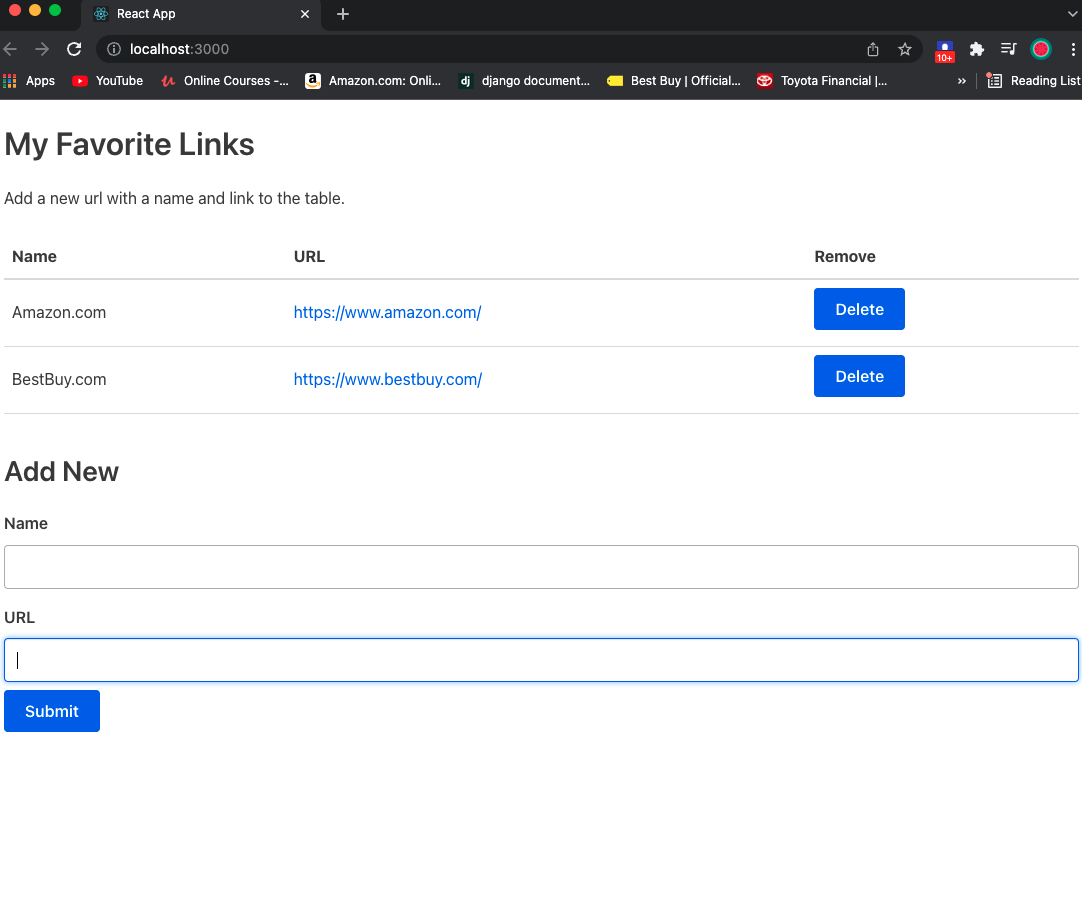 React App
localhost:3000
10+
Apps YouTube Online Courses -... Amazon.com: Onli... dj django document... Best Buy | Official... Toyota Financial |... » Reading List
My Favorite Links
Add a new url with a name and link to the table.
Name URL Remove
Amazon.com https://www.amazon.com/ Delete
BestBuy.com https://www.bestbuy.com/ Delete
Add New
Name
URL
Submit